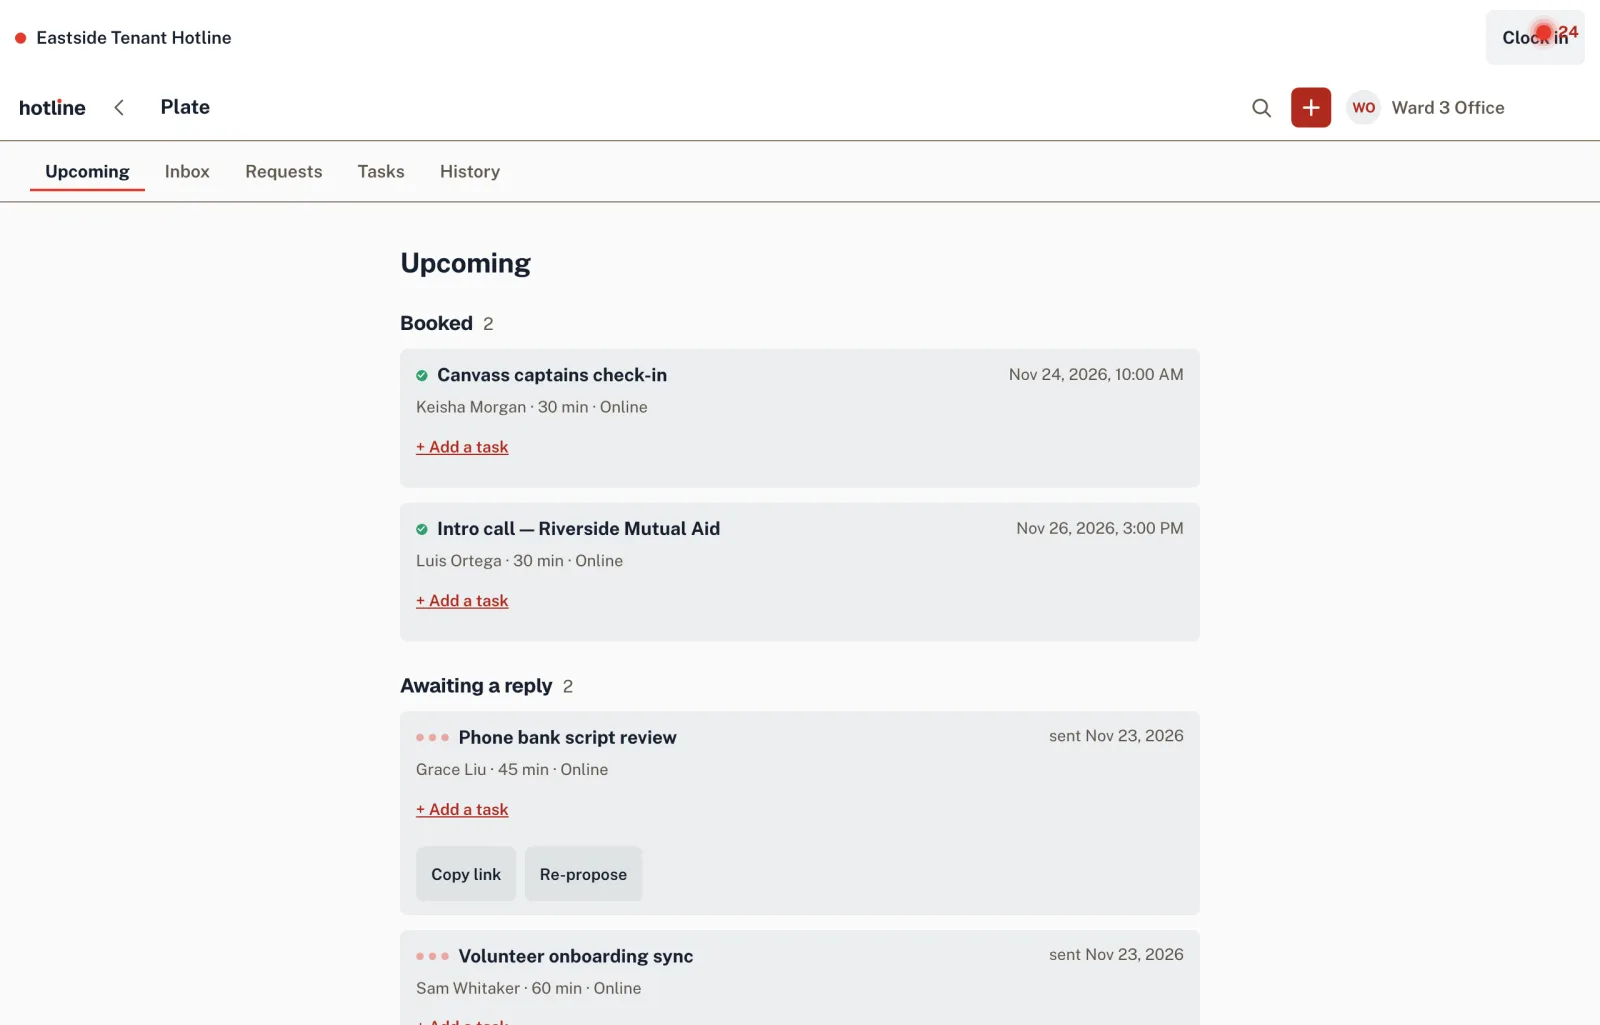 Eastside Tenant Hotline
Clock in 24
hotline
Plate
WO Ward 3 Office
Upcoming Inbox Requests Tasks History
Upcoming
Booked 2
Canvass captains check-in Nov 24, 2026, 10:00 AM
Keisha Morgan · 30 min · Online
+ Add a task
Intro call — Riverside Mutual Aid Nov 26, 2026, 3:00 PM
Luis Ortega · 30 min · Online
+ Add a task
Awaiting a reply 2
Phone bank script review sent Nov 23, 2026
Grace Liu · 45 min · Online
+ Add a task
Copy link Re-propose
Volunteer onboarding sync sent Nov 23, 2026
Sam Whitaker · 60 min · Online
+ Add a task